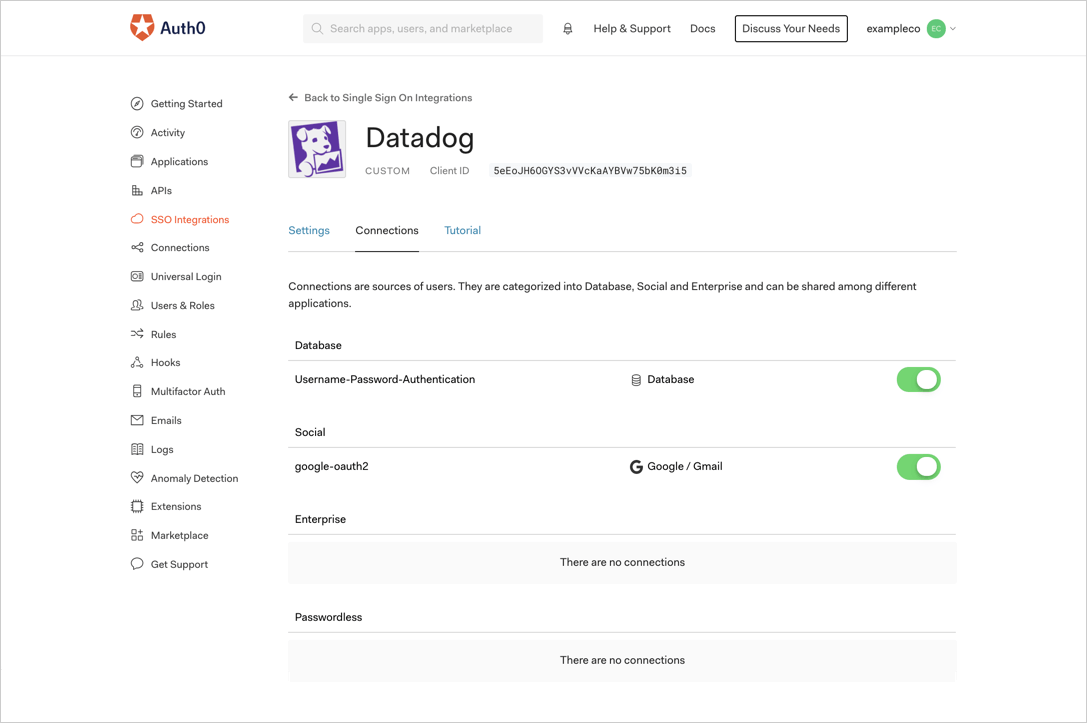 Auth0
Search apps, users, and marketplace
Help & Support
Docs
Discuss Your Needs
exampleco
EC
Getting Started
Activity
Applications
APIs
SSO Integrations
Connections
Universal Login
Users & Roles
Rules
Hooks
Multifactor Auth
Emails
Logs
Anomaly Detection
Extensions
Marketplace
Get Support
Back to Single Sign On Integrations
Datadog
CUSTOM Client ID 5eEoJH6OGYS3vVVcKaAYBVw75bK0m3i5
Settings Connections Tutorial
Connections are sources of users. They are categorized into Database, Social and Enterprise and can be shared among different
applications.
Database
Username-Password-Authentication Database
Social
google-oauth2 Google / Gmail
Enterprise
There are no connections
Passwordless
There are no connections